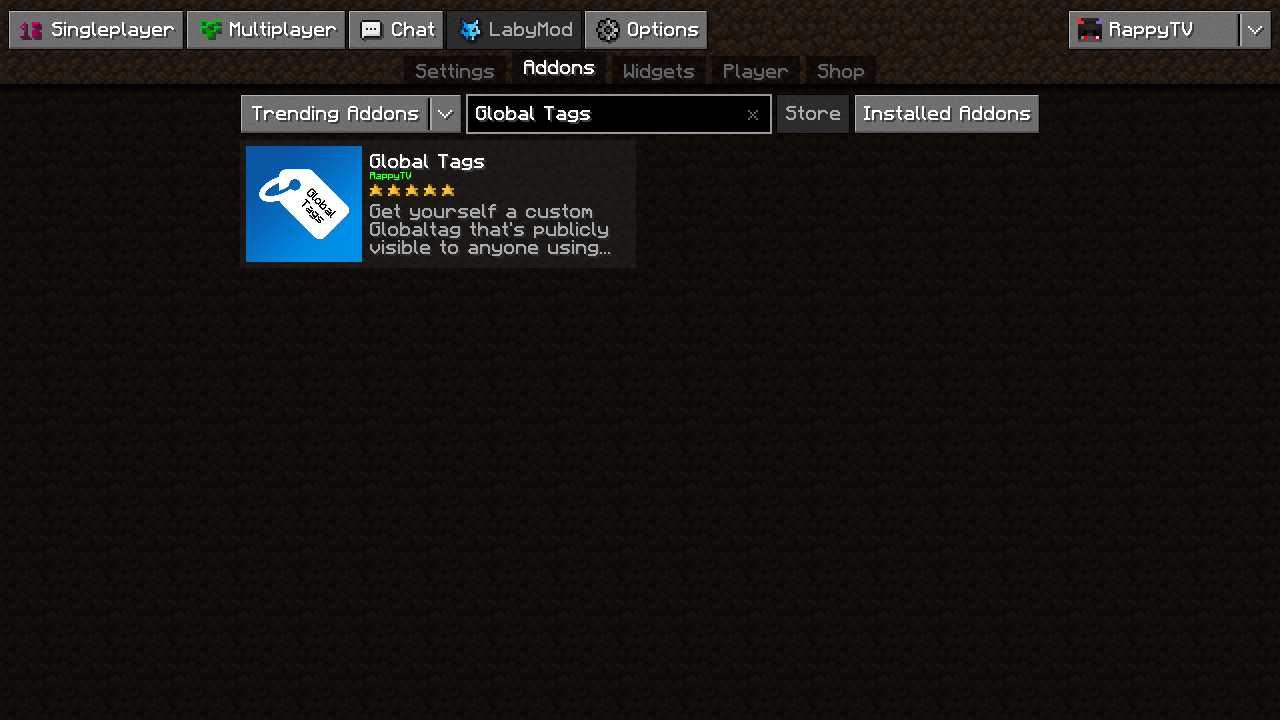 Singleplayer Multiplayer Chat LabyMod Options RappyTV
Settings Addons Widgets Player Shop
Trending Addons Global Tags Store Installed Addons
Global
Tags
Global Tags
RappyTV
Get yourself a custom
Globaltag that's publicly
visible to anyone using...